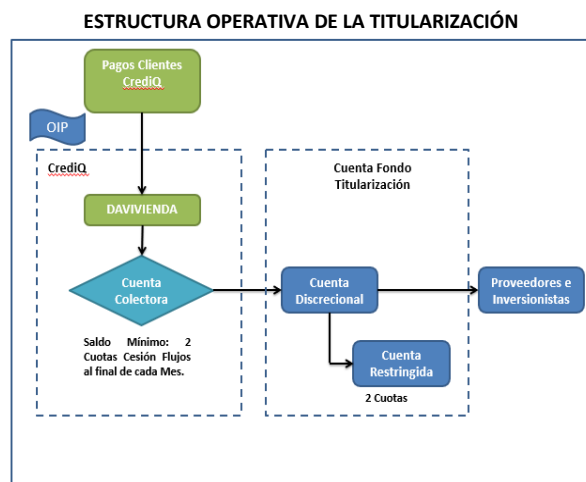 ESTRUCTURA OPERATIVA DE LA TITULARIZACIÓN
Pagos Clientes
CrediQ
OIP
CrediQ
Cuenta Fondo
Titularización
DAVIVIENDA
Cuenta
Colectora
Cuenta
Discrecional
Proveedores e
Inversionistas
Saldo Mínimo: 2
Cuotas Cesión Flujos
al final de cada Mes.
Cuenta
Restringida
2 Cuotas